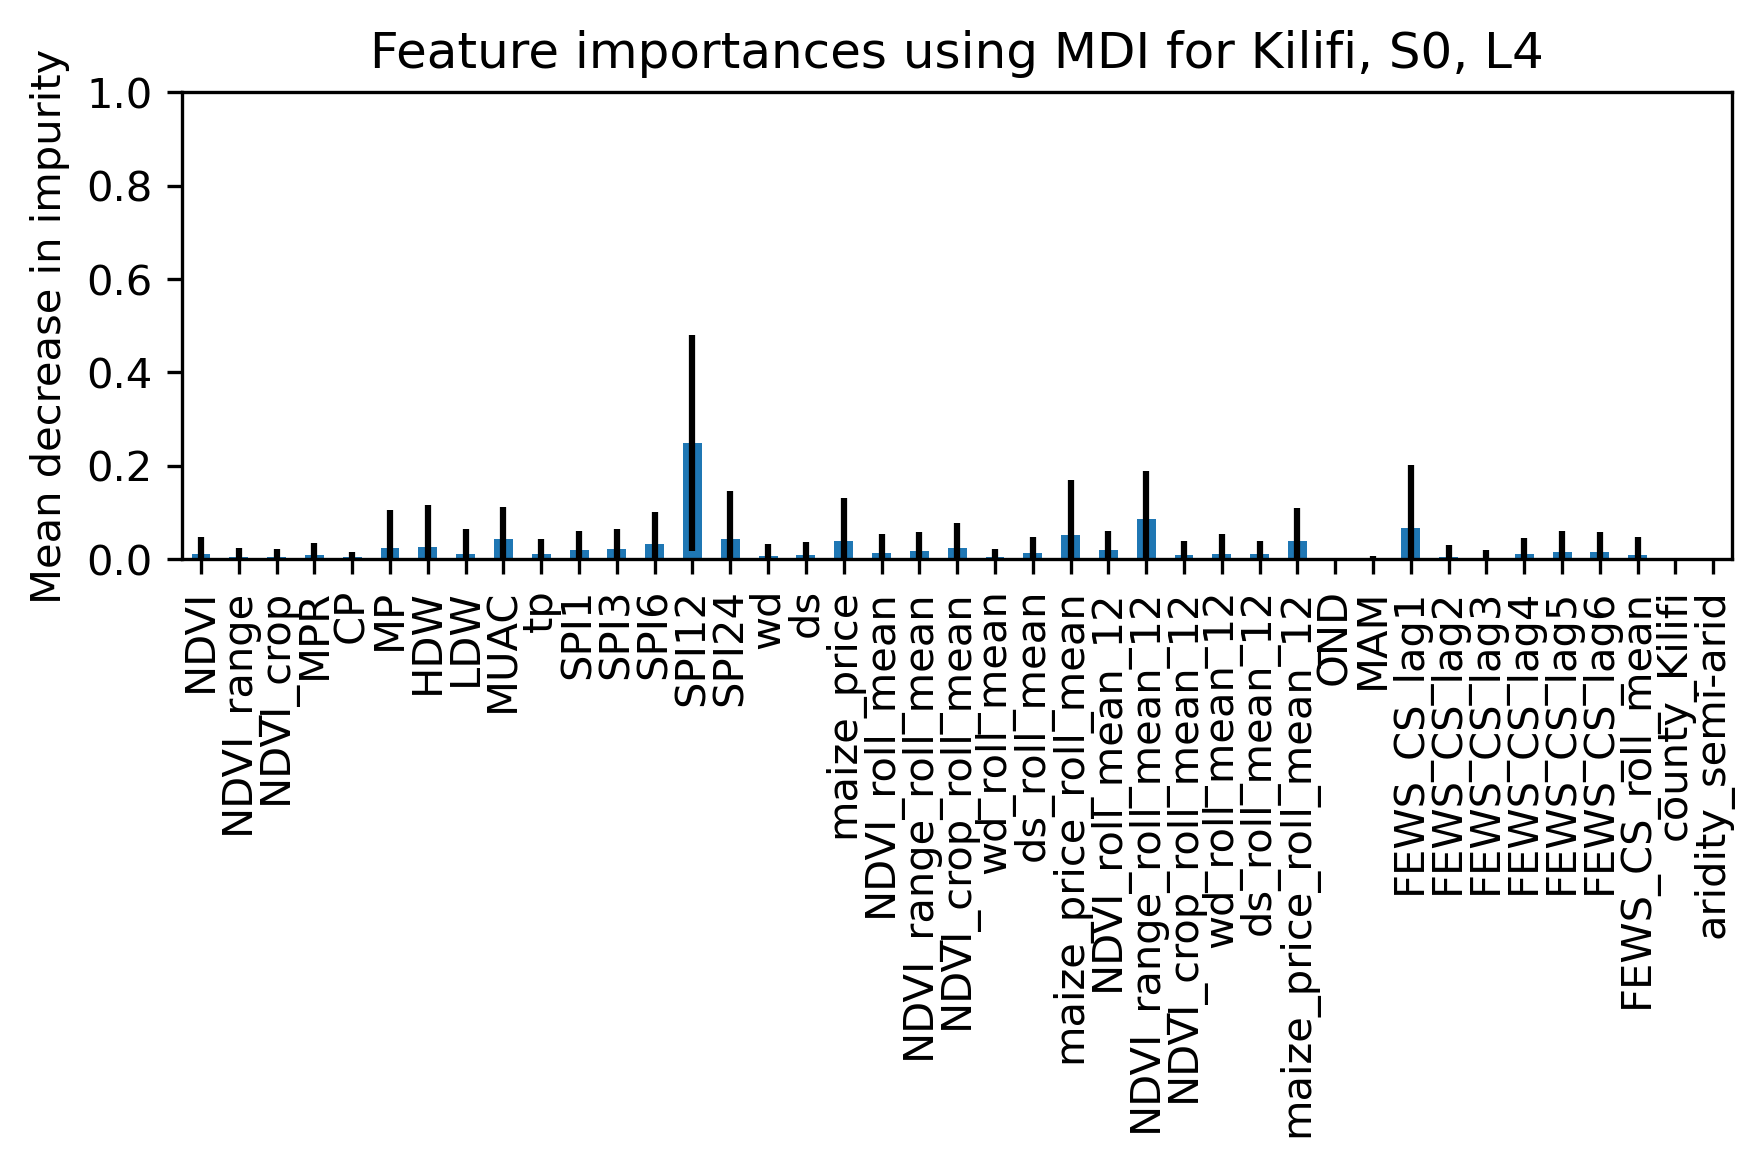 Feature importances using MDI for Kilifi, S0, L4
Mean decrease in impurity
1.0
0.8
0.6
0.4
0.2
0.0
NDVI
NDVI_range
NDVI_crop
MPR
CP
MP
HDW
LDW
MUAC
tp
SPI1
SPI3
SPI6
SPI12
SPI24
wd
ds
maize_price
NDVI_roll_mean
NDVI_range_roll_mean
NDVI_crop_roll_mean
wd_roll_mean
ds_roll_mean
maize_price_roll_mean
NDVI_roll_mean_12
NDVI_range_roll_mean_12
NDVI_crop_roll_mean_12
wd_roll_mean_12
ds_roll_mean_12
maize_price_roll_mean_12
OND
MAM
FEWS_CS_lag1
FEWS_CS_lag2
FEWS_CS_lag3
FEWS_CS_lag4
FEWS_CS_lag5
FEWS_CS_lag6
FEWS_CS_roll_mean
county_Kilifi
aridity_semi-arid